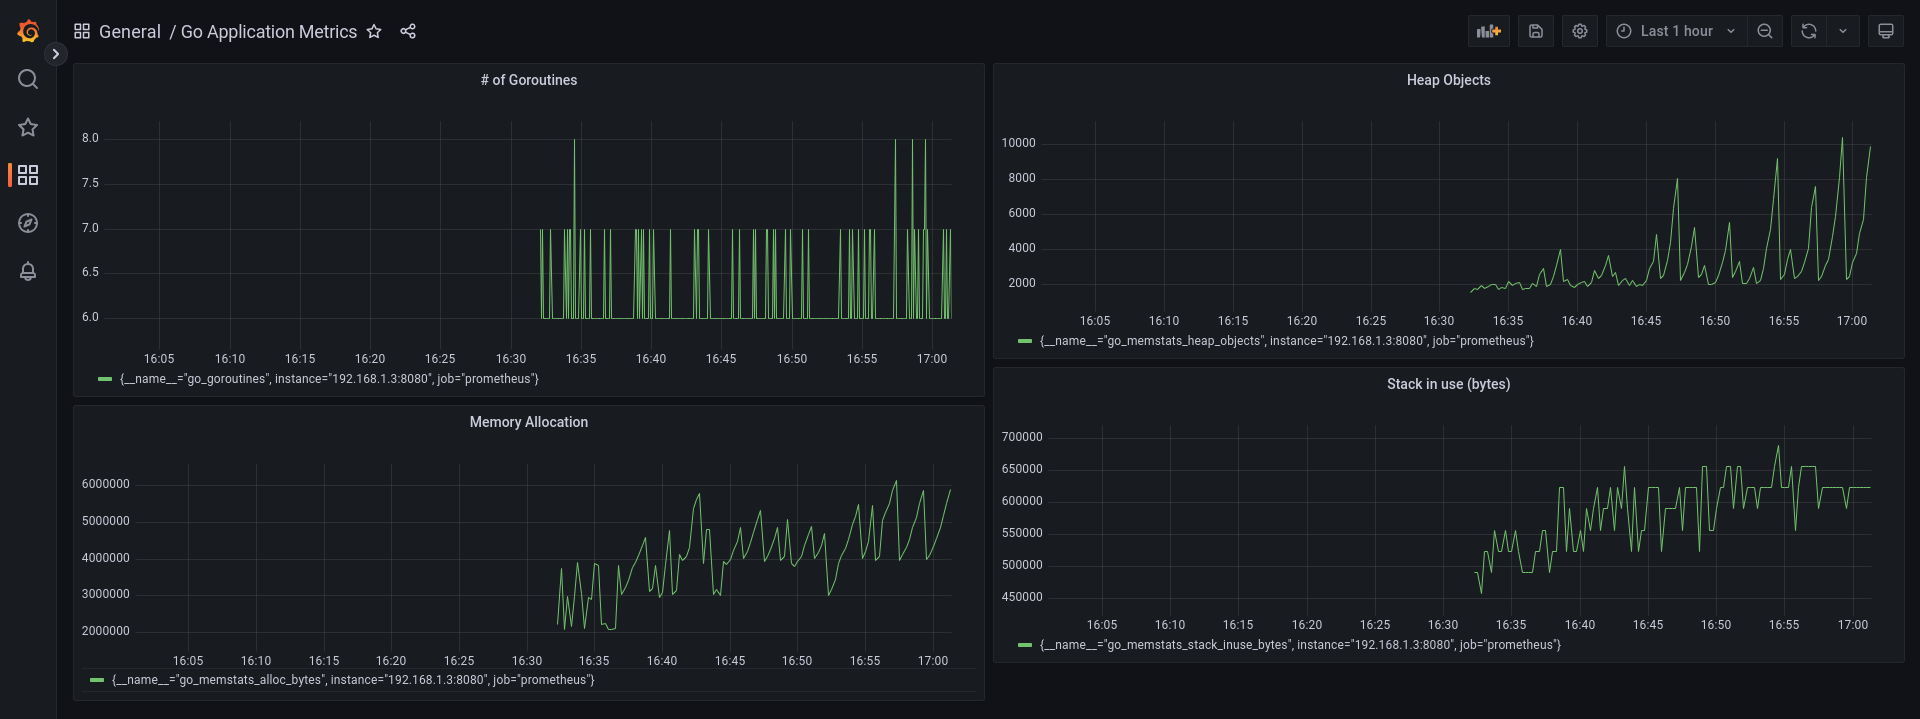 General / Go Application Metrics
Last 1 hour
# of Goroutines
8.0
7.5
7.0
6.5
6.0
16:05 16:10 16:15 16:20 16:25 16:30 16:35 16:40 16:45 16:50 16:55 17:00
{__name__="go_goroutines", instance="192.168.1.3:8080", job="prometheus"}
Heap Objects
10000
8000
6000
4000
2000
16:05 16:10 16:15 16:20 16:25 16:30 16:35 16:40 16:45 16:50 16:55 17:00
{__name__="go_memstats_heap_objects", instance="192.168.1.3:8080", job="prometheus"}
Memory Allocation
6000000
5000000
4000000
3000000
2000000
16:05 16:10 16:15 16:20 16:25 16:30 16:35 16:40 16:45 16:50 16:55 17:00
{__name__="go_memstats_alloc_bytes", instance="192.168.1.3:8080", job="prometheus"}
Stack in use (bytes)
700000
650000
600000
550000
500000
450000
16:05 16:10 16:15 16:20 16:25 16:30 16:35 16:40 16:45 16:50 16:55 17:00
{__name__="go_memstats_stack_inuse_bytes", instance="192.168.1.3:8080", job="prometheus"}